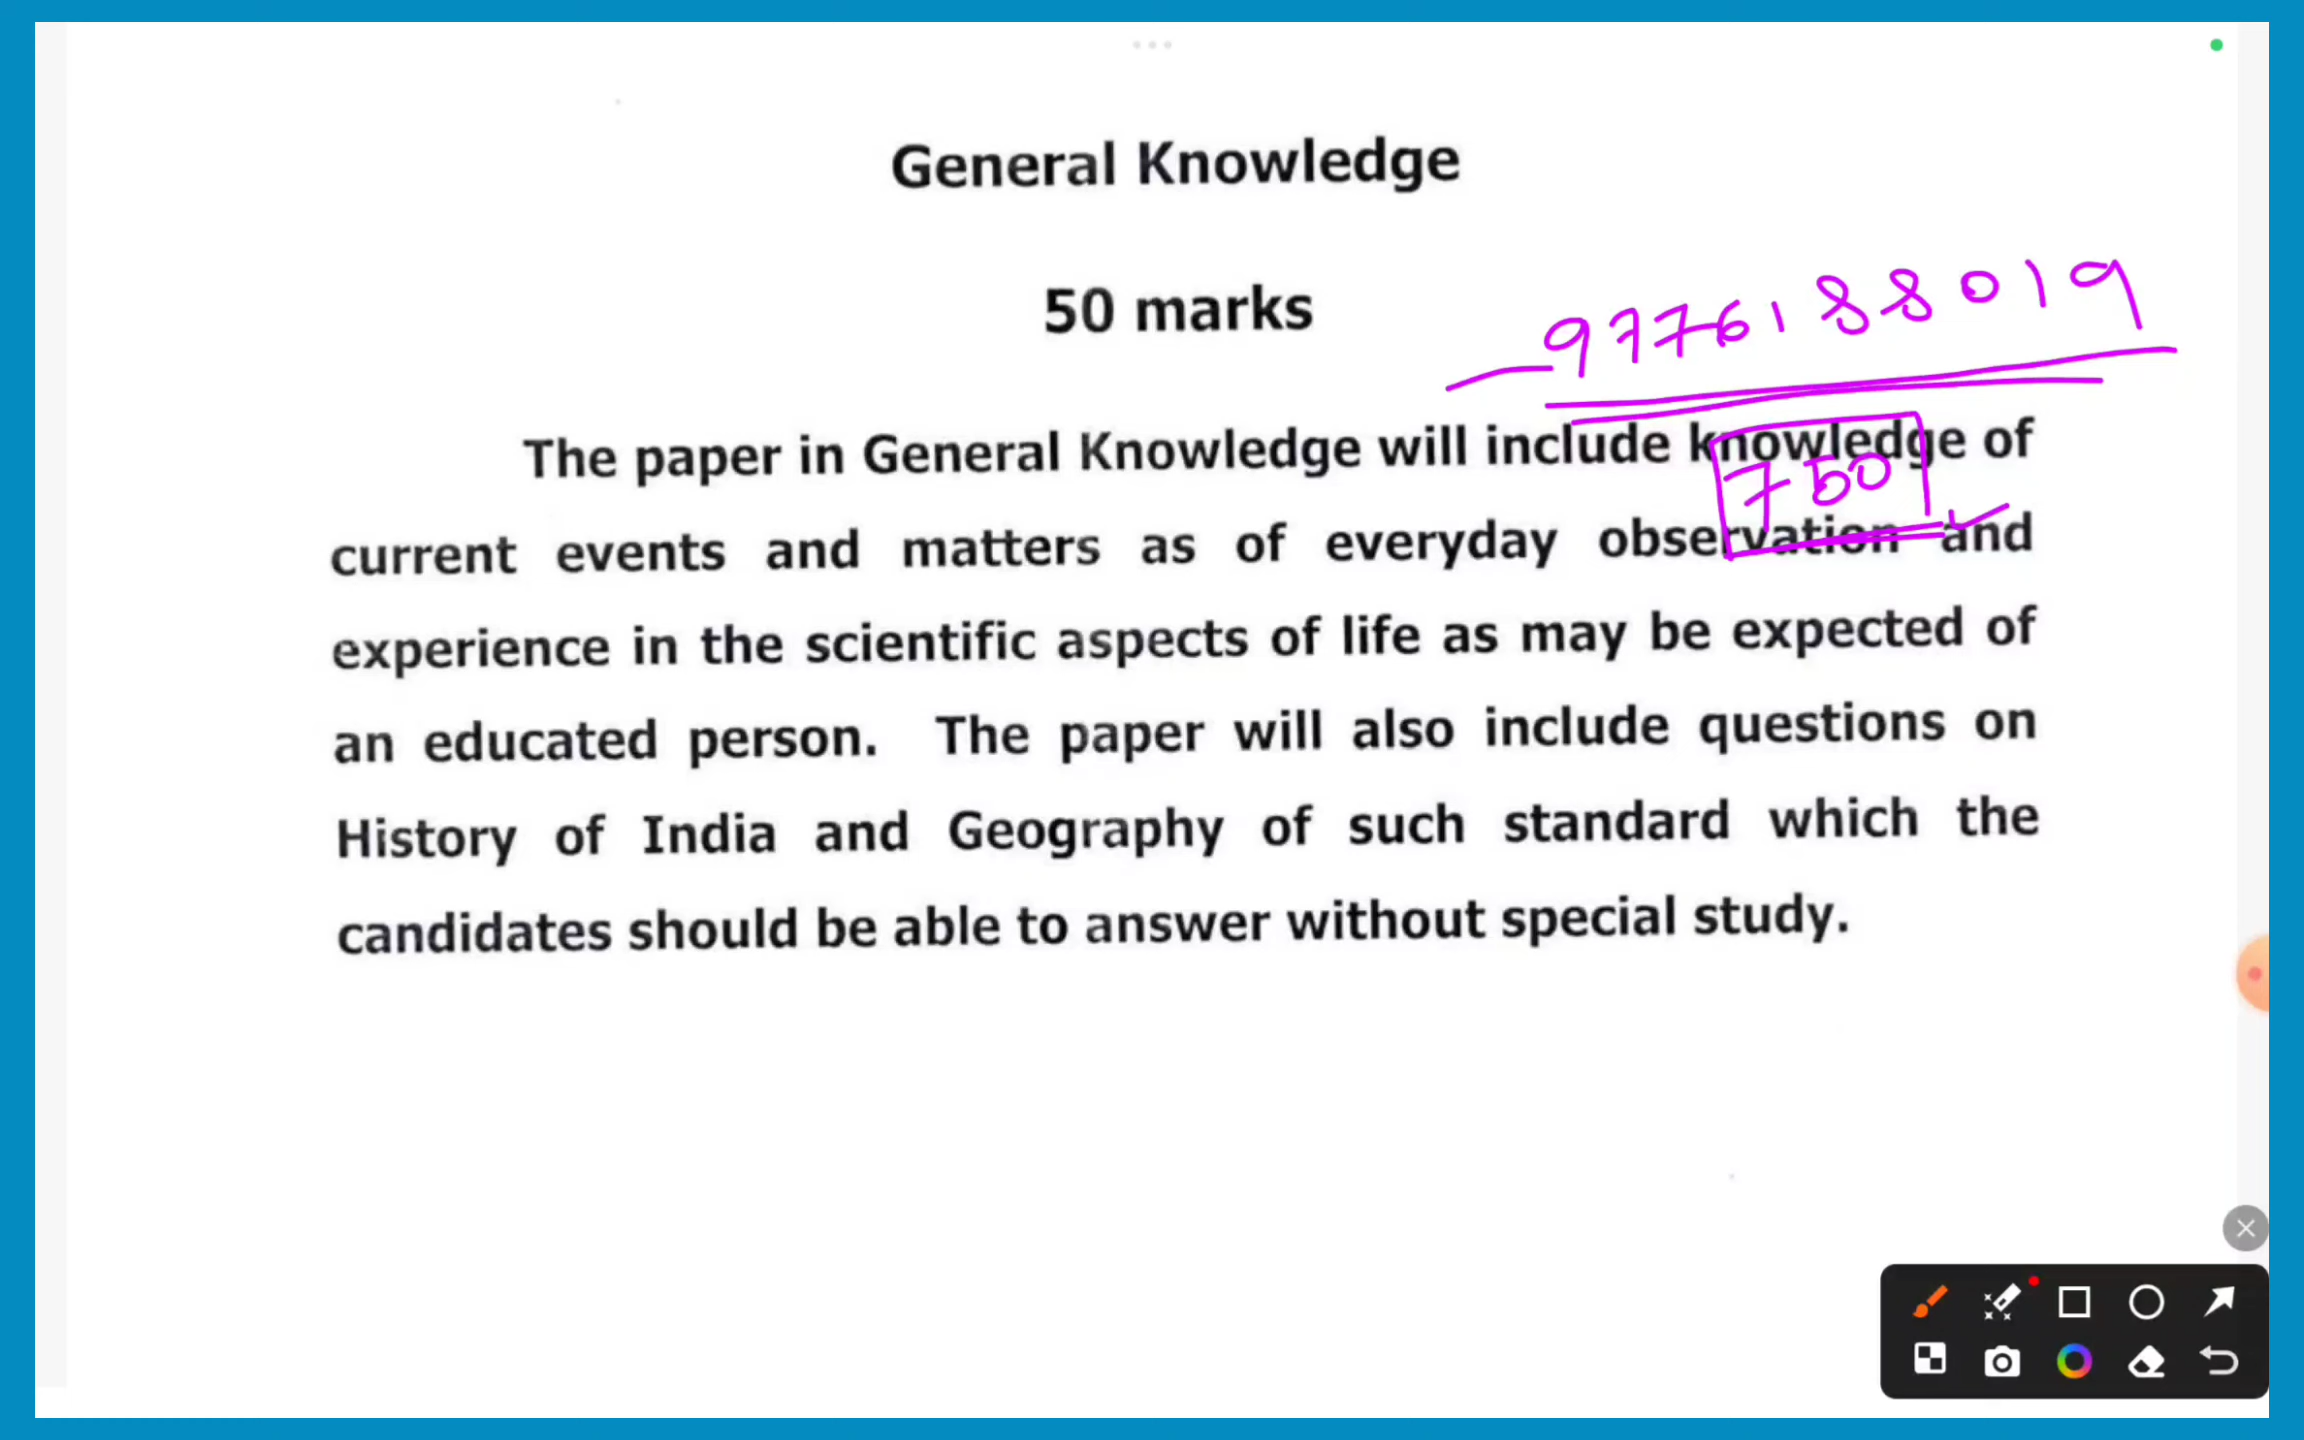 General Knowledge
50 marks
9776188019
The paper in General Knowledge will include knowledge of
750
current events and matters as of everyday observation and
experience in the scientific aspects of life as may be expected of
an educated person. The paper will also include questions on
History of India and Geography of such standard which the
candidates should be able to answer without special study.